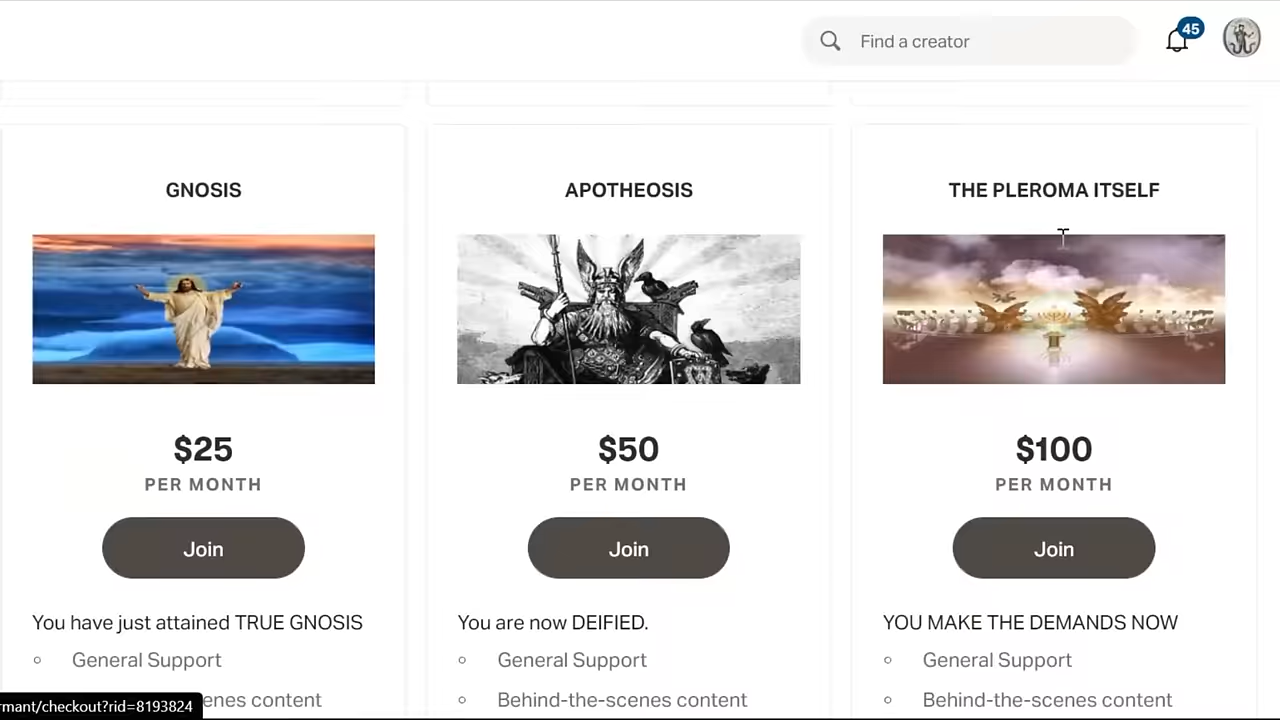 Find a creator
45
GNOSIS
APOTHEOSIS
THE PLEROMA ITSELF
$25
$50
$100
PER MONTH
PER MONTH
PER MONTH
Join
Join
Join
You have just attained TRUE GNOSIS
You are now DEIFIED.
YOU MAKE THE DEMANDS NOW
General Support
General Support
General Support
enes content
Behind-the-scenes content
Behind-the-scenes content
rmant/checkout?rid=8193824